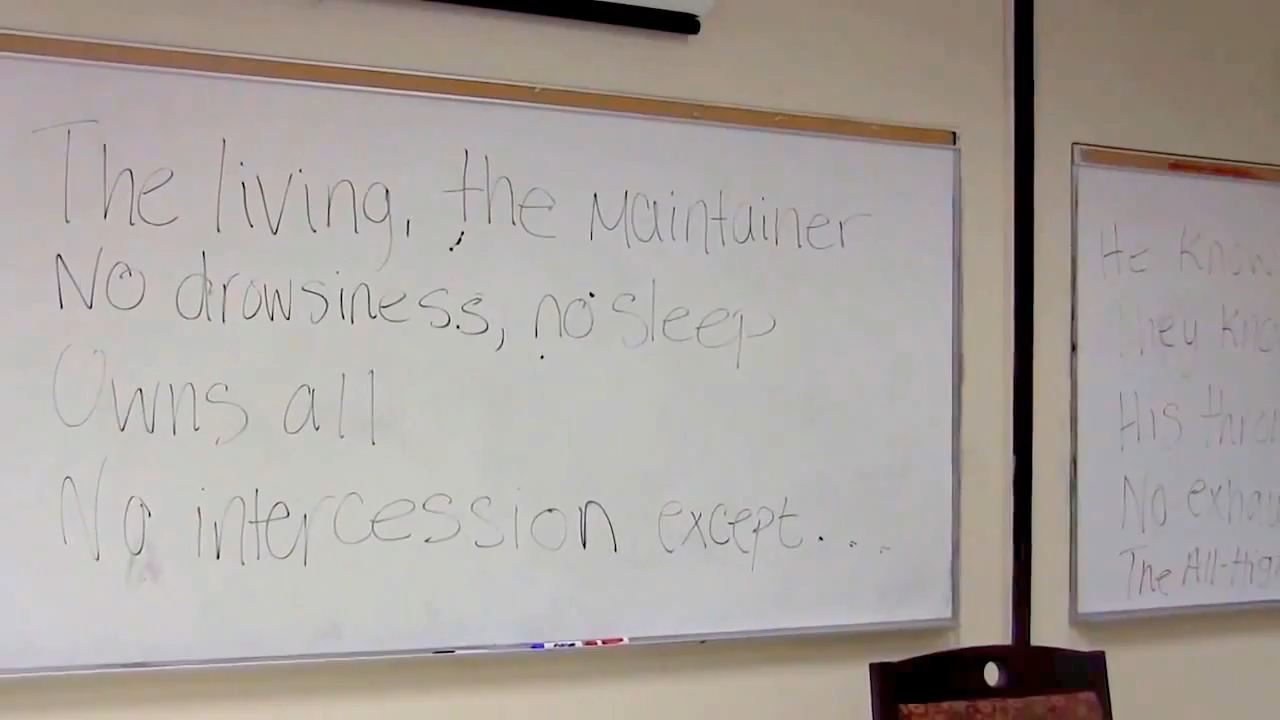 The living, the Maintainer
No drowsiness, no sleep
Owns all
No intercession except...
He Know
They Kne
His thro
No exhau
The All-Hig